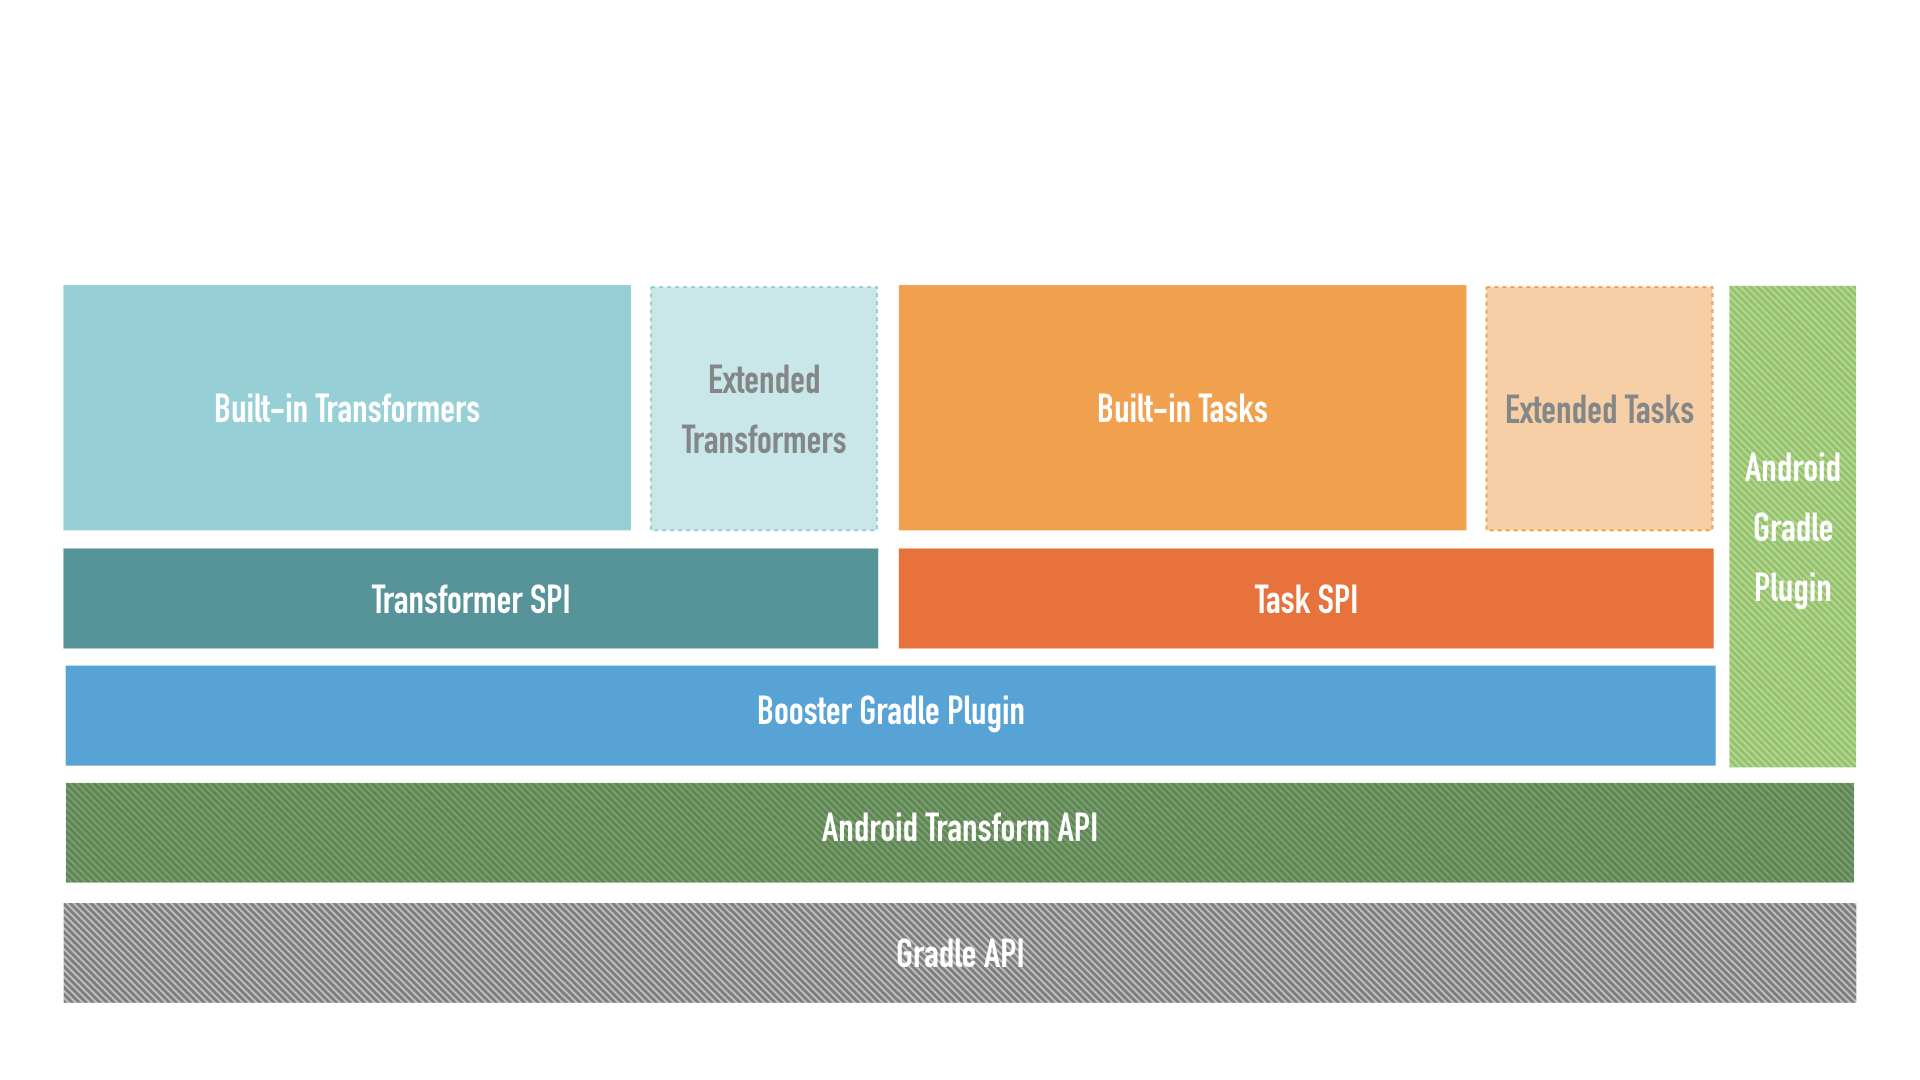 Built-in Transformers
Extended
Transformers
Built-in Tasks
Extended Tasks
Android
Gradle
Plugin
Transformer SPI
Task SPI
Booster Gradle Plugin
Android Transform API
Gradle API